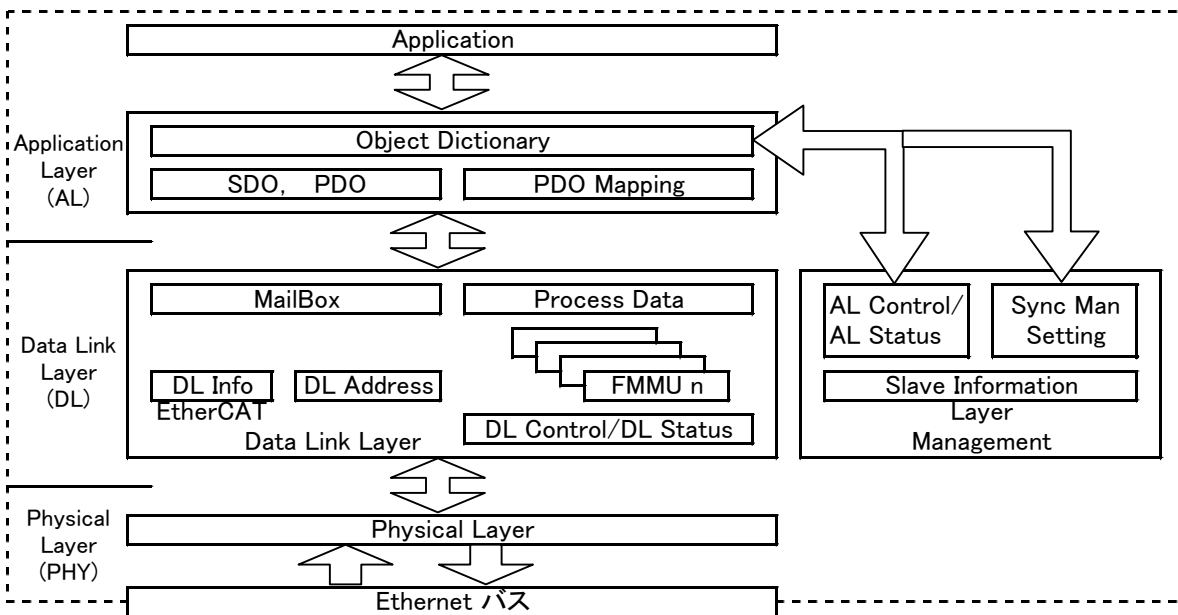 Application
Application
Layer
(AL)
Object Dictionary
SDO,　PDO
PDO Mapping
Data Link
Layer
(DL)
MailBox
Process Data
DL Info
DL Address
FMMU n
EtherCAT
Data Link Layer
DL Control/DL Status
AL Control/
AL Status
Sync Man
Setting
Slave Information
Layer
Management
Physical
Layer
(PHY)
Physical Layer
Ethernet バス